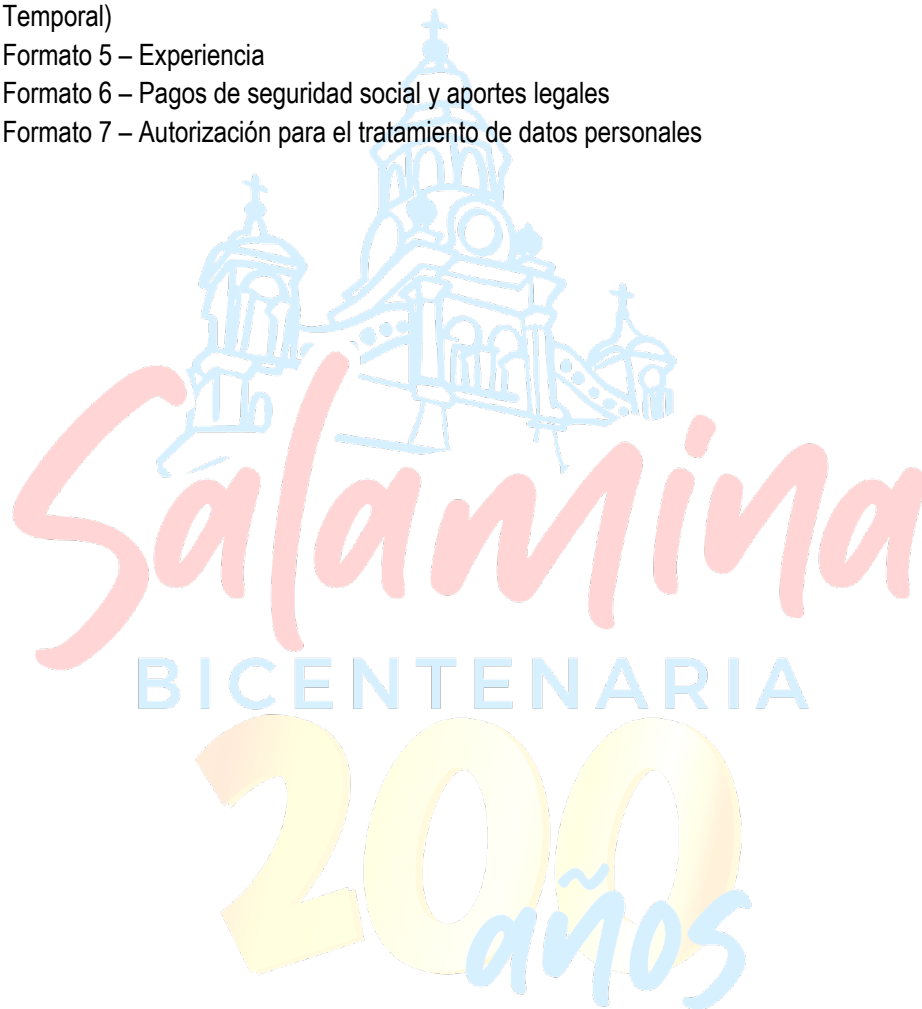 Temporal)
Formato 5 – Experiencia
Formato 6 – Pagos de seguridad social y aportes legales
Formato 7 – Autorización para el tratamiento de datos personales
Salamina
BICENTENARIA
200
años